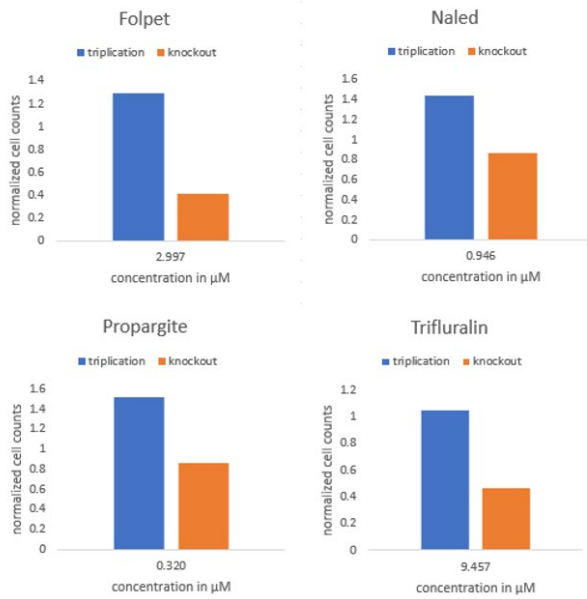 Folpet
triplication knockout
normalized cell counts
1.4
1.2
1
0.8
0.6
0.4
0.2
0
2.997
concentration in μM
Naled
triplication knockout
normalized cell counts
1.6
1.4
1.2
1
0.8
0.6
0.4
0.2
0
0.946
concentration in μM
Propargite
triplication knockout
normalized cell counts
1.6
1.4
1.2
1
0.8
0.6
0.4
0.2
0
0.320
concentration in μM
Trifluralin
triplication knockout
normalized cell counts
1.2
1
0.8
0.6
0.4
0.2
0
9.457
concentration in μM